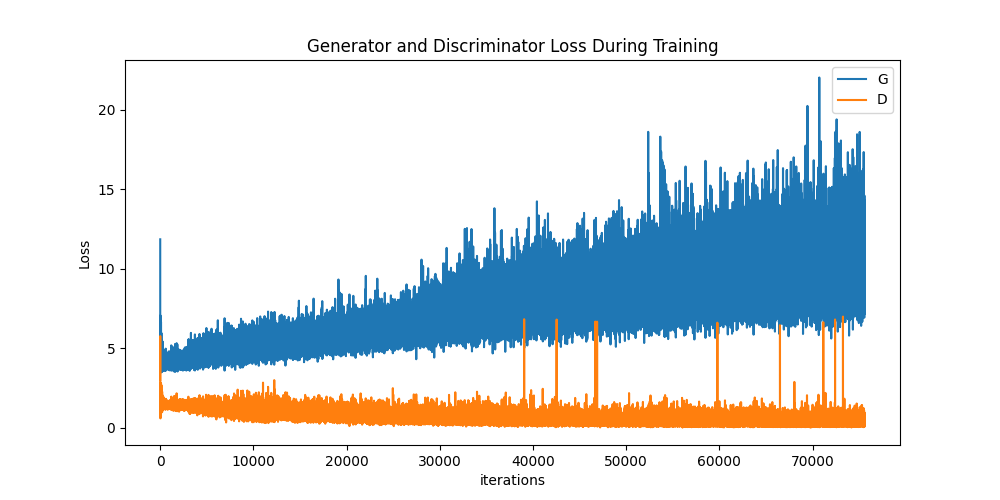 Generator and Discriminator Loss During Training
G
D
20
15
10
5
0
Loss
0 10000 20000 30000 40000 50000 60000 70000
iterations